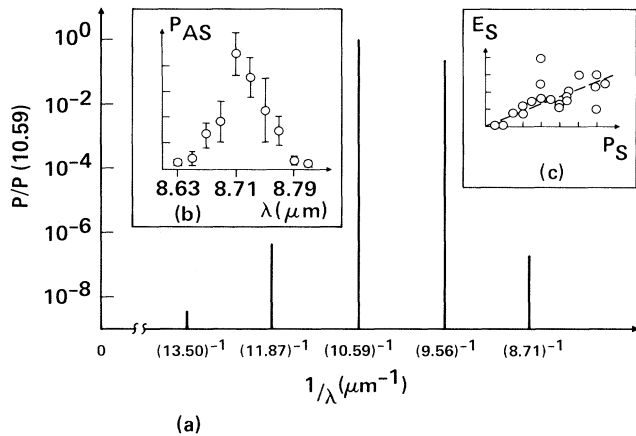 (a)
P/P (10.59)
10⁰
10⁻²
10⁻⁴
10⁻⁶
10⁻⁸
0
(13.50)⁻¹ (11.87)⁻¹ (10.59)⁻¹ (9.56)⁻¹ (8.71)⁻¹
1/λ (μm⁻¹)
P_AS
8.63 8.71 8.79
(b) λ(μm)
E_S
P_S
(c)